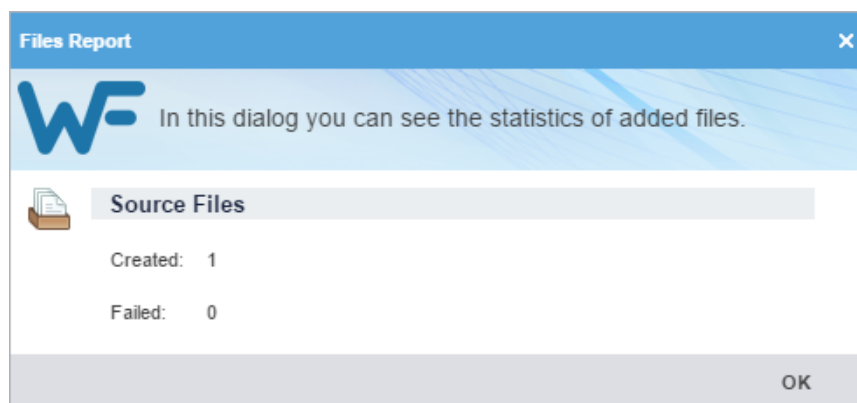 Files Report
WF In this dialog you can see the statistics of added files.
Source Files
Created: 1
Failed: 0
OK